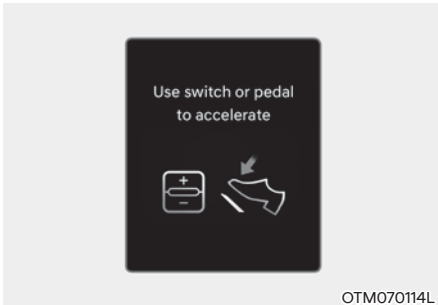 Use switch or pedal
to accelerate
+
-
OTM070114L